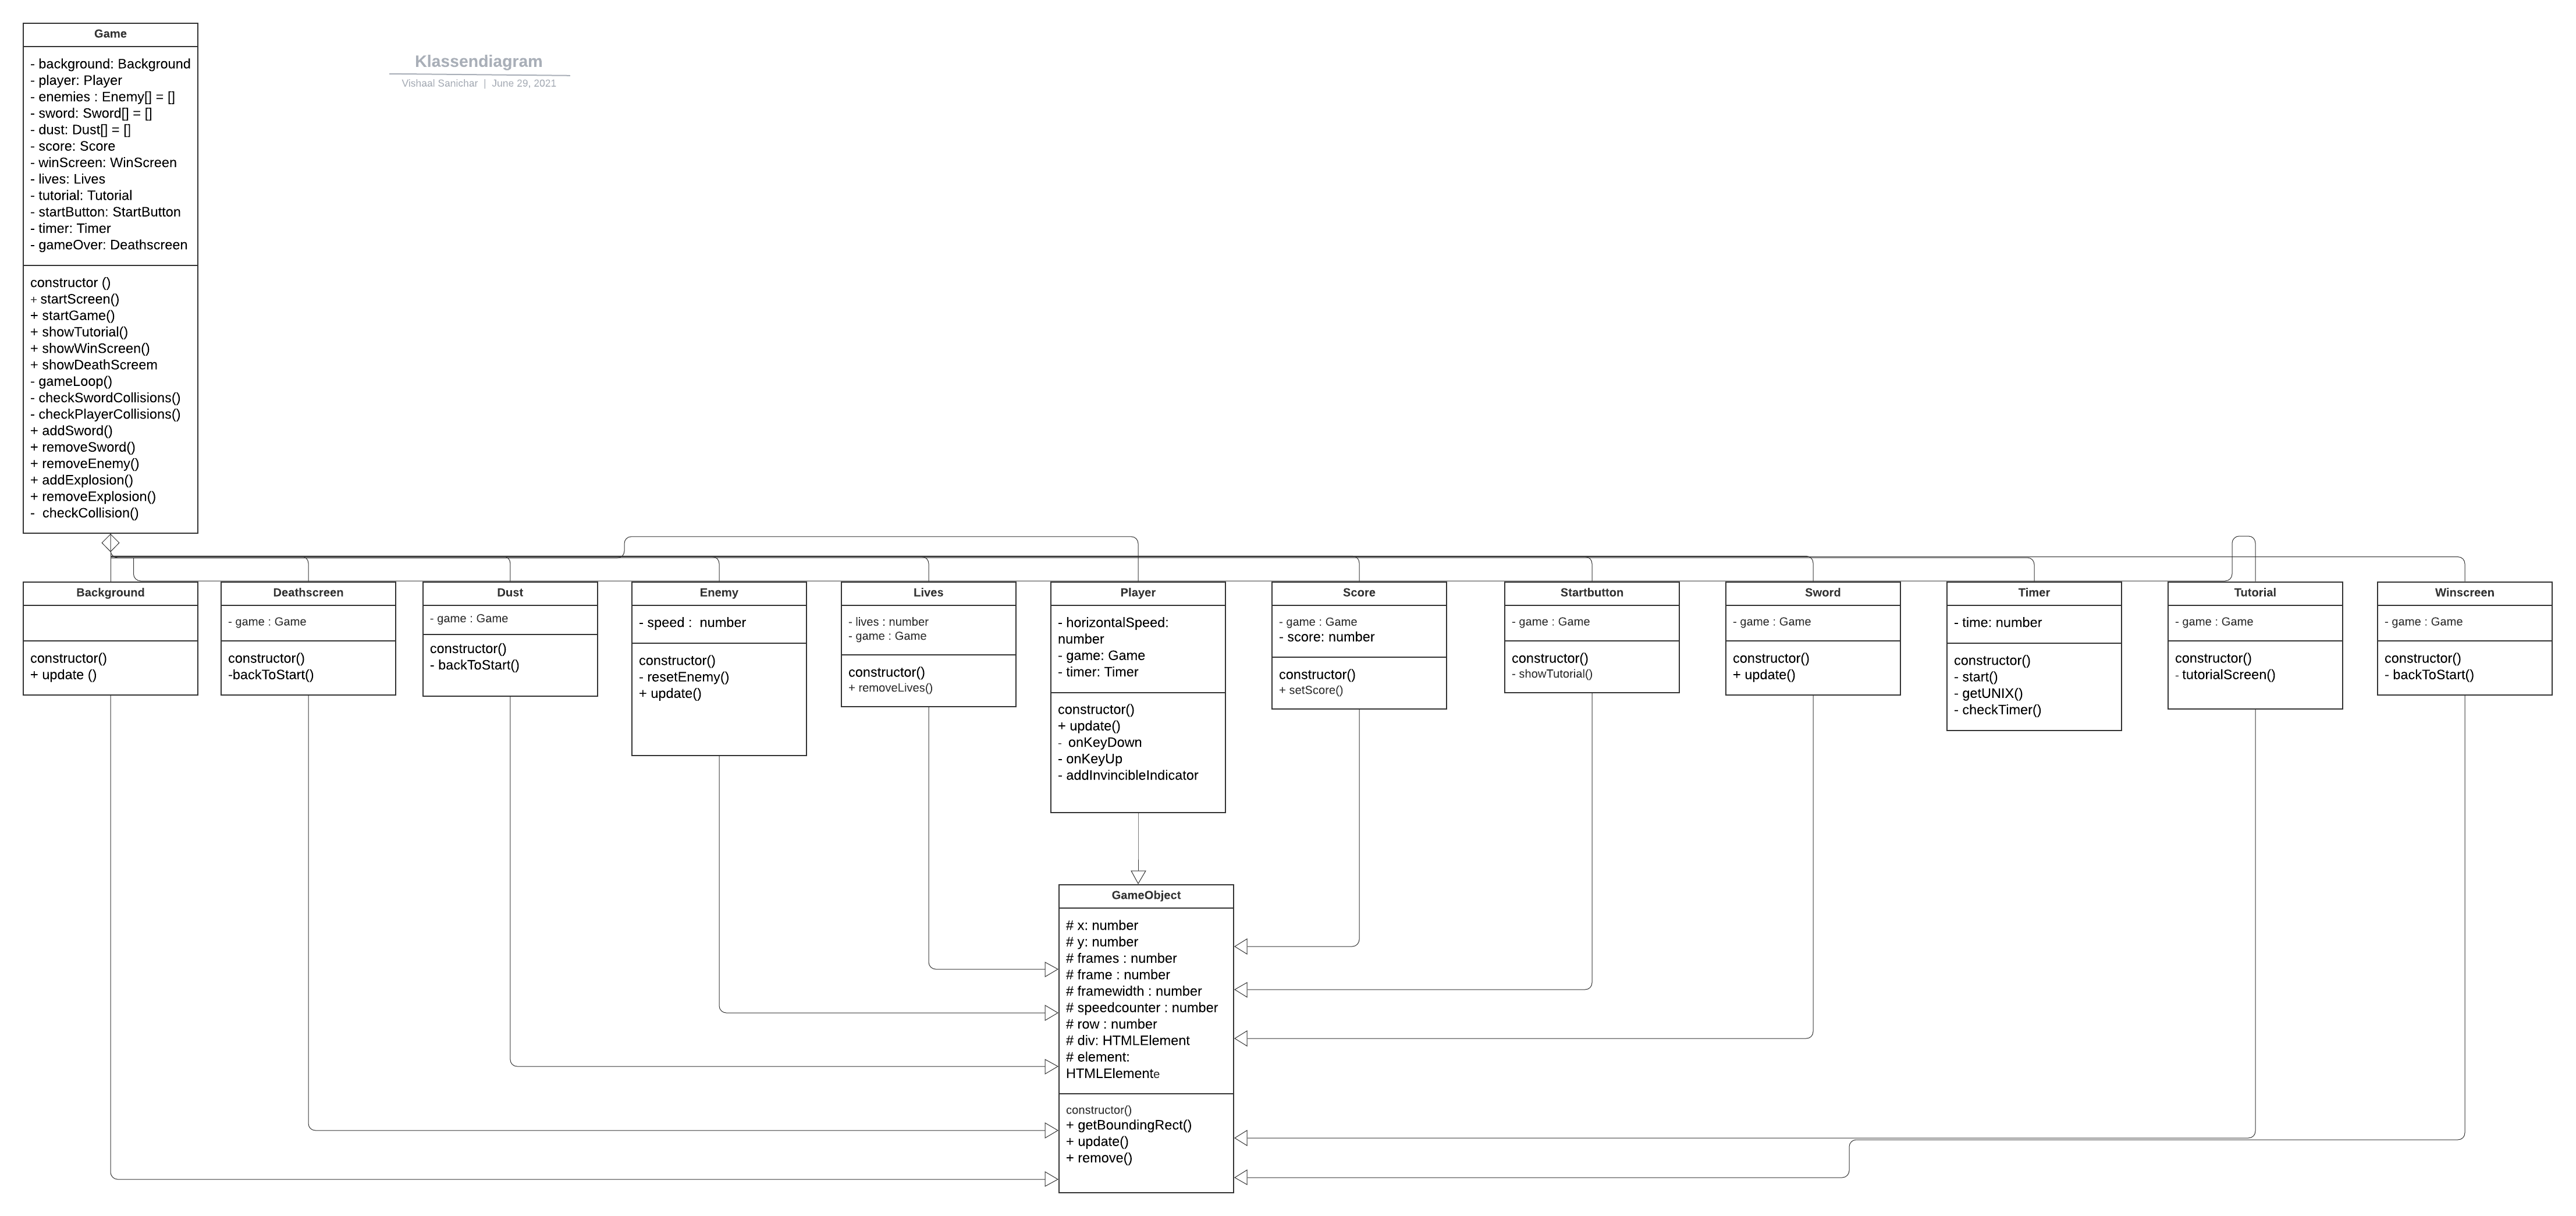 Game
- background: Background
- player: Player
- enemies : Enemy[] = []
- sword: Sword[] = []
- dust: Dust[] = []
- score: Score
- winScreen: WinScreen
- lives: Lives
- tutorial: Tutorial
- startButton: StartButton
- timer: Timer
- gameOver: Deathscreen
constructor ()
+ startScreen()
+ startGame()
+ showTutorial()
+ showWinScreen()
+ showDeathScreem
- gameLoop()
- checkSwordCollisions()
- checkPlayerCollisions()
+ addSword()
+ removeSword()
+ removeEnemy()
+ addExplosion()
+ removeExplosion()
- checkCollision()
Klassendiagram
Vishaal Sanichar | June 29, 2021
Background
constructor()
+ update ()
Deathscreen
- game : Game
constructor()
-backToStart()
Dust
- game : Game
constructor()
- backToStart()
Enemy
- speed : number
constructor()
- resetEnemy()
+ update()
Lives
- lives : number
- game : Game
constructor()
+ removeLives()
Player
- horizontalSpeed:
number
- game: Game
- timer: Timer
constructor()
+ update()
- onKeyDown
- onKeyUp
- addInvincibleIndicator
Score
- game : Game
- score: number
constructor()
+ setScore()
Startbutton
- game : Game
constructor()
- showTutorial()
Sword
- game : Game
constructor()
+ update()
Timer
- time: number
constructor()
- start()
- getUNIX()
- checkTimer()
Tutorial
- game : Game
constructor()
- tutorialScreen()
Winscreen
- game : Game
constructor()
- backToStart()
GameObject
# x: number
# y: number
# frames : number
# frame : number
# framewidth : number
# speedcounter : number
# row : number
# div: HTMLElement
# element:
HTMLElemente
constructor()
+ getBoundingRect()
+ update()
+ remove()